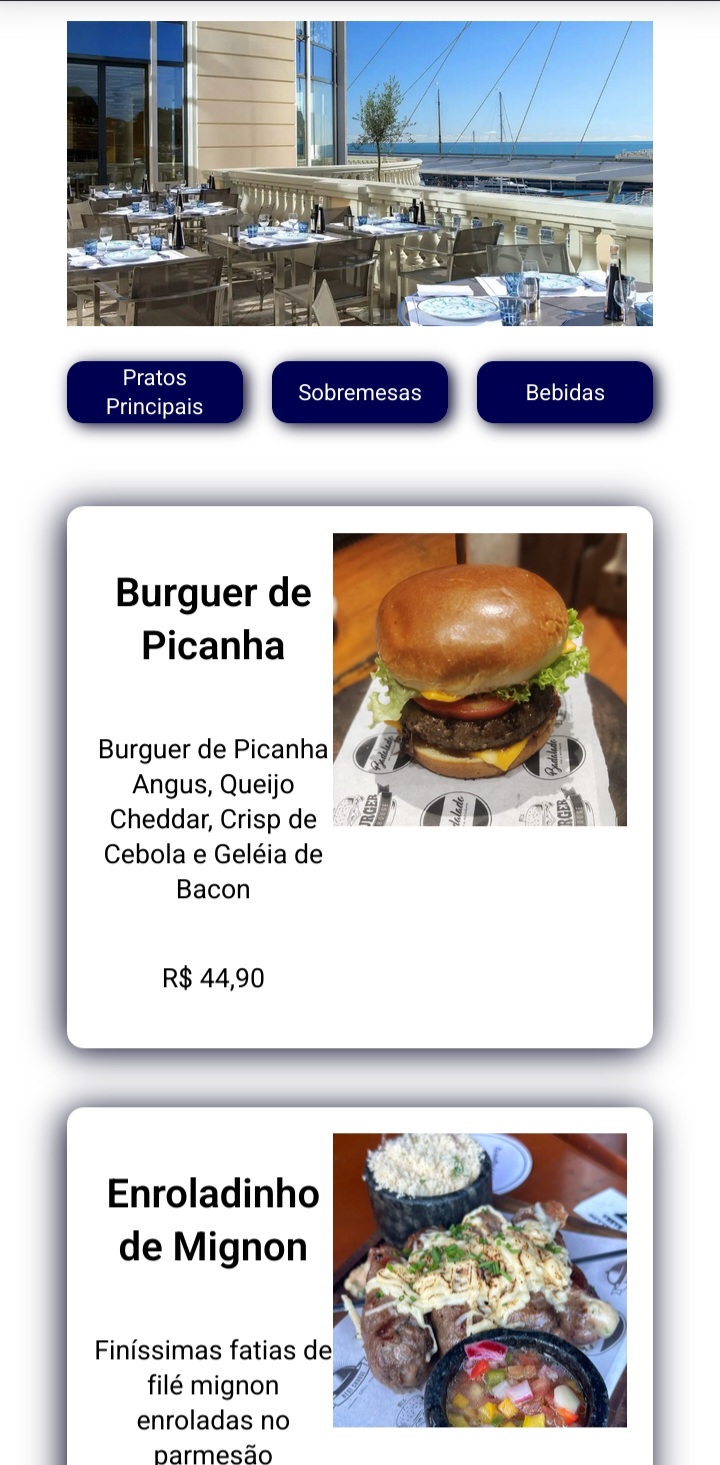 Pratos
Principais
Sobremesas
Bebidas
Burguer de
Picanha
Burguer de Picanha
Angus, Queijo
Cheddar, Crisp de
Cebola e Geléia de
Bacon
R$ 44,90
Enroladinho
de Mignon
Finíssimas fatias de
filé mignon
enroladas no
parmesão